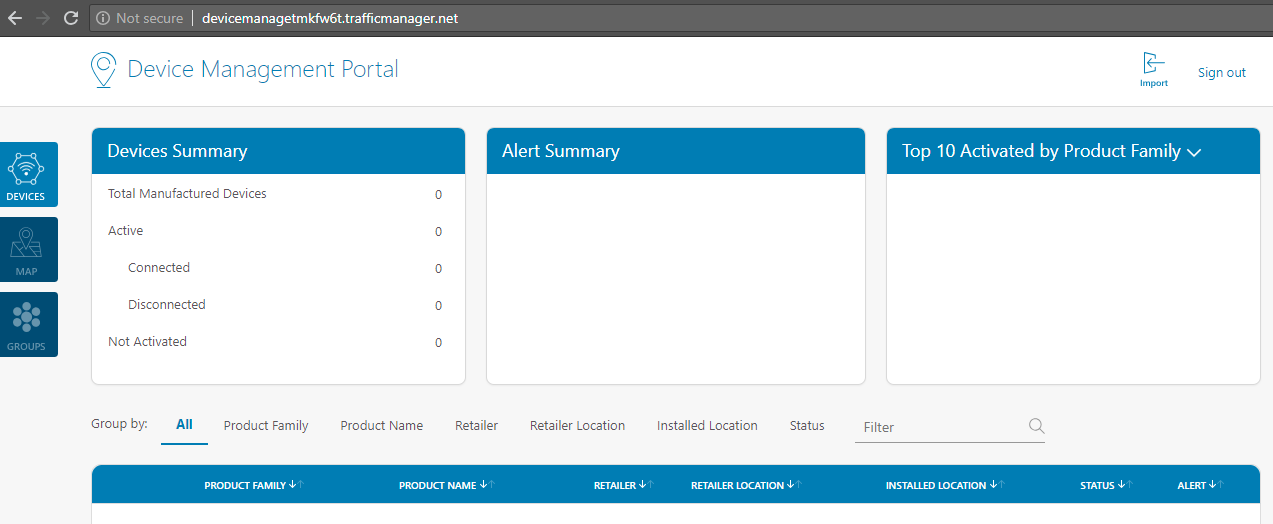 Not secure devicemanagetmkfw6t.trafficmanager.net
Device Management Portal
Import
Sign out
DEVICES
MAP
GROUPS
Devices Summary
Total Manufactured Devices 0
Active 0
Connected 0
Disconnected 0
Not Activated 0
Alert Summary
Top 10 Activated by Product Family
Group by: All Product Family Product Name Retailer Retailer Location Installed Location Status Filter
PRODUCT FAMILY PRODUCT NAME RETAILER RETAILER LOCATION INSTALLED LOCATION STATUS ALERT